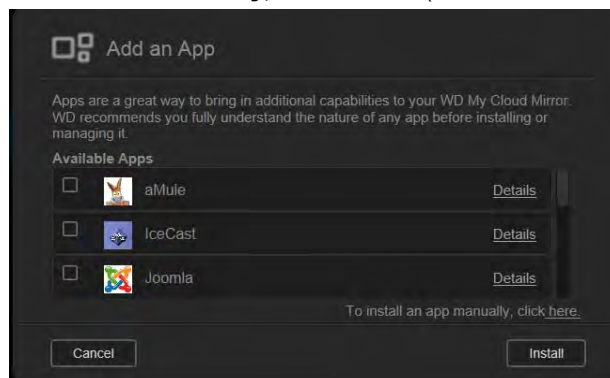 Add an App
Apps are a great way to bring in additional capabilities to your WD My Cloud Mirror.
WD recommends you fully understand the nature of any app before installing or
managing it.
Available Apps
aMule Details
IceCast Details
Joomla Details
To install an app manually, click here.
Cancel Install